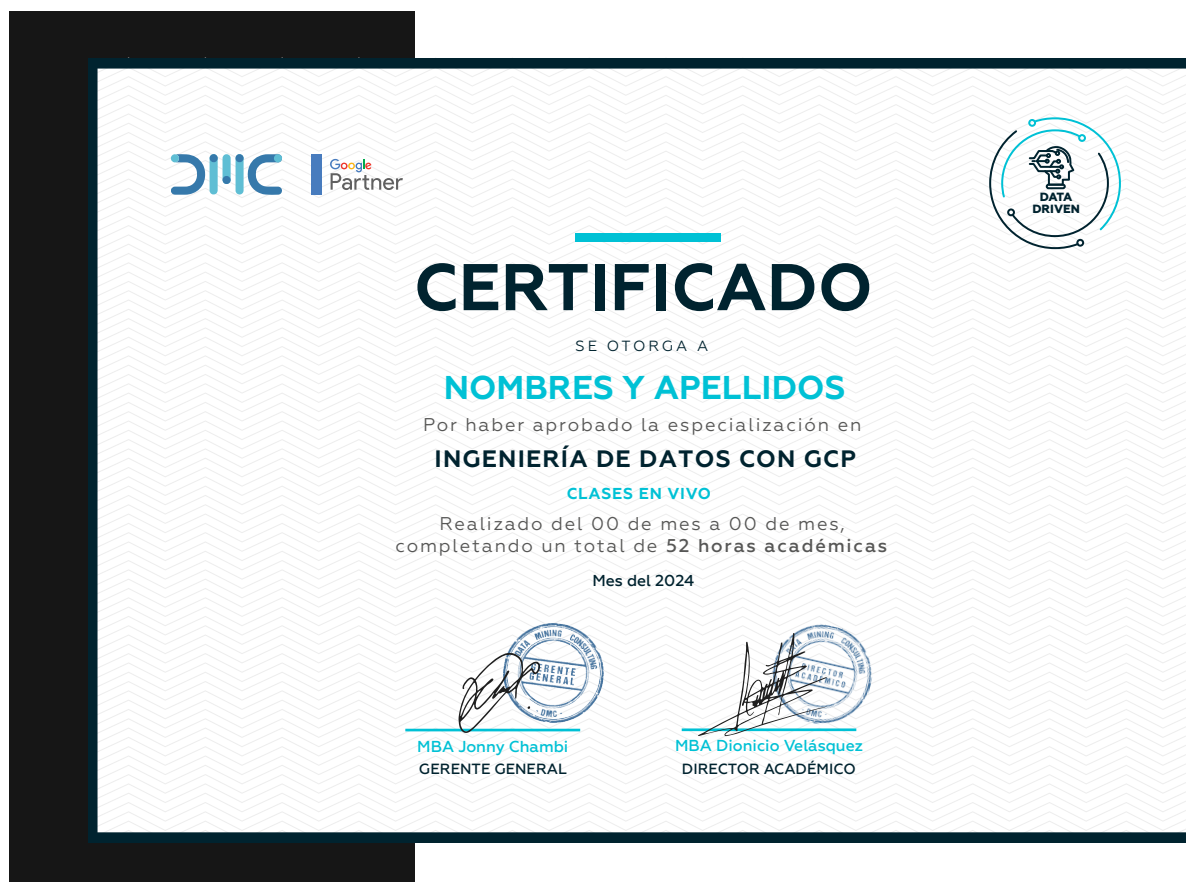 DMC
Google
Partner
DATA
DRIVEN
CERTIFICADO
SE OTORGA A
NOMBRES Y APELLIDOS
Por haber aprobado la especialización en
INGENIERÍA DE DATOS CON GCP
CLASES EN VIVO
Realizado del 00 de mes a 00 de mes,
completando un total de 52 horas académicas
Mes del 2024
DATA MINING CONSULTING
GERENTE
GENERAL
· DMC ·
DATA MINING CONSULTING
DIRECTOR
ACADÉMICO
· DMC ·
MBA Jonny Chambi
GERENTE GENERAL
MBA Dionicio Velásquez
DIRECTOR ACADÉMICO